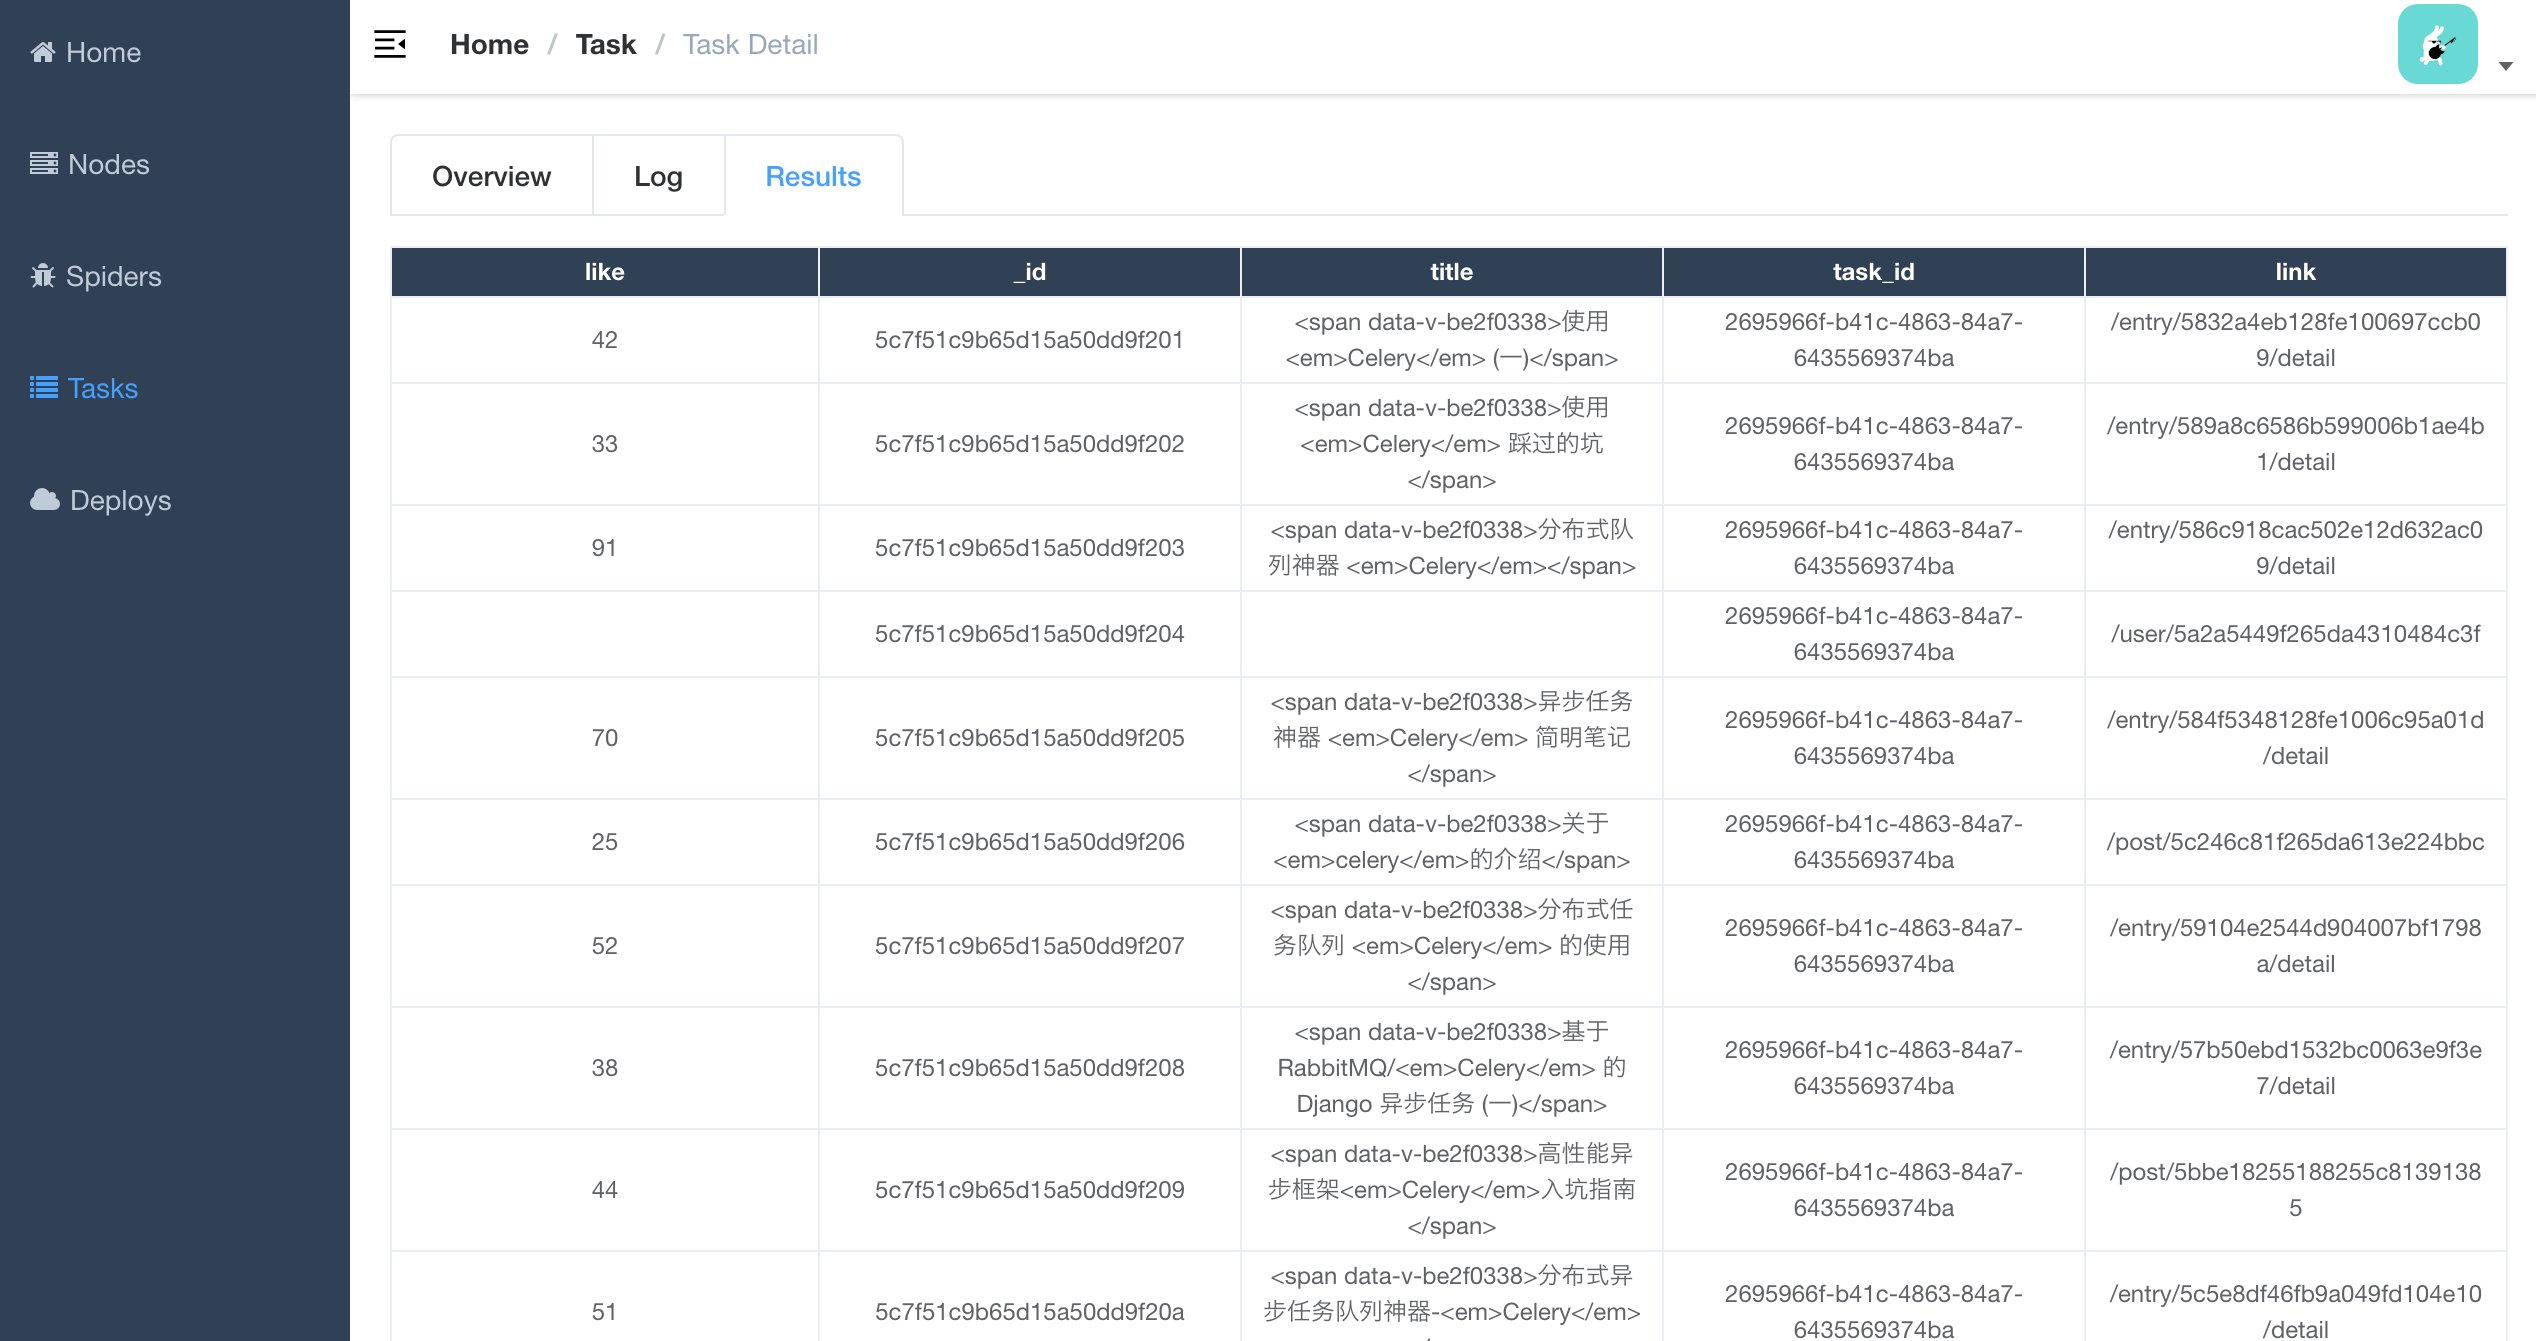 Home
Nodes
Spiders
Tasks
Deploys
Home / Task / Task Detail
Overview
Log
Results
like
_id
title
task_id
link
42
5c7f51c9b65d15a50dd9f201
<span data-v-be2f0338>使用
<em>Celery</em> (一)</span>
2695966f-b41c-4863-84a7-
6435569374ba
/entry/5832a4eb128fe100697ccb0
9/detail
33
5c7f51c9b65d15a50dd9f202
<span data-v-be2f0338>使用
<em>Celery</em> 踩过的坑
</span>
2695966f-b41c-4863-84a7-
6435569374ba
/entry/589a8c6586b599006b1ae4b
1/detail
91
5c7f51c9b65d15a50dd9f203
<span data-v-be2f0338>分布式队
列神器 <em>Celery</em></span>
2695966f-b41c-4863-84a7-
6435569374ba
/entry/586c918cac502e12d632ac0
9/detail
5c7f51c9b65d15a50dd9f204
2695966f-b41c-4863-84a7-
6435569374ba
/user/5a2a5449f265da4310484c3f
70
5c7f51c9b65d15a50dd9f205
<span data-v-be2f0338>异步任务
神器 <em>Celery</em> 简明笔记
</span>
2695966f-b41c-4863-84a7-
6435569374ba
/entry/584f5348128fe1006c95a01d
/detail
25
5c7f51c9b65d15a50dd9f206
<span data-v-be2f0338>关于
<em>celery</em>的介绍</span>
2695966f-b41c-4863-84a7-
6435569374ba
/post/5c246c81f265da613e224bbc
52
5c7f51c9b65d15a50dd9f207
<span data-v-be2f0338>分布式任
务队列 <em>Celery</em> 的使用
</span>
2695966f-b41c-4863-84a7-
6435569374ba
/entry/59104e2544d904007bf1798
a/detail
38
5c7f51c9b65d15a50dd9f208
<span data-v-be2f0338>基于
RabbitMQ/<em>Celery</em> 的
Django 异步任务 (一)</span>
2695966f-b41c-4863-84a7-
6435569374ba
/entry/57b50ebd1532bc0063e9f3e
7/detail
44
5c7f51c9b65d15a50dd9f209
<span data-v-be2f0338>高性能异
步框架<em>Celery</em>入坑指南
</span>
2695966f-b41c-4863-84a7-
6435569374ba
/post/5bbe18255188255c8139138
5
51
5c7f51c9b65d15a50dd9f20a
<span data-v-be2f0338>分布式异
步任务队列神器-<em>Celery</em>
2695966f-b41c-4863-84a7-
6435569374ba
/entry/5c5e8df46fb9a049fd104e10
/detail